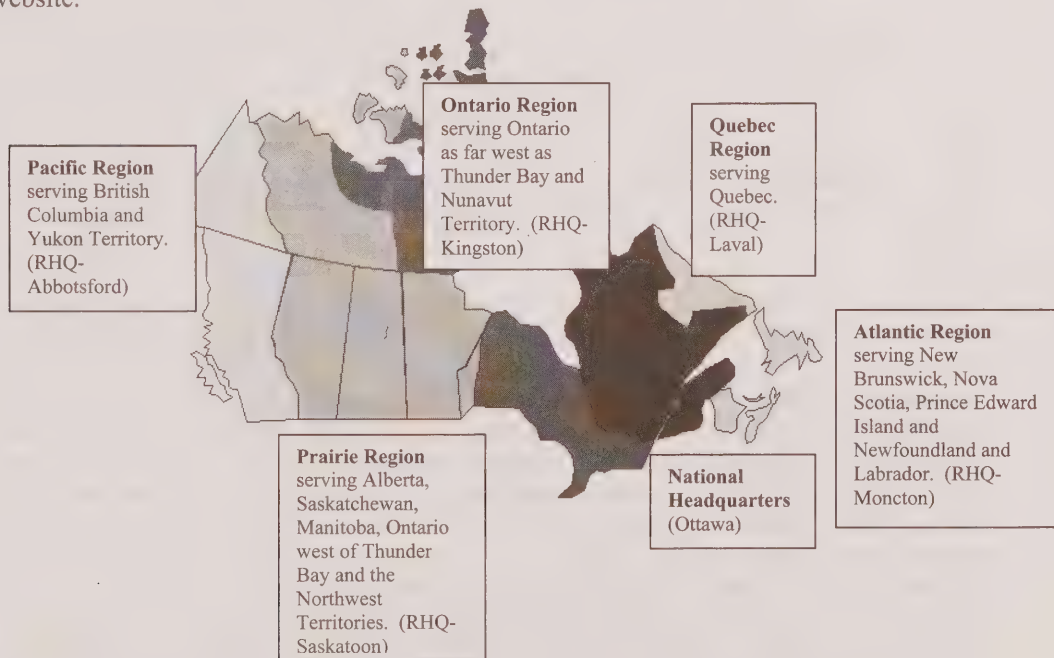 website.
Ontario Region
serving Ontario
as far west as
Thunder Bay and
Nunavut
Territory. (RHQ-
Kingston)
Quebec
Region
serving
Quebec.
(RHQ-
Laval)
Pacific Region
serving British
Columbia and
Yukon Territory.
(RHQ-
Abbotsford)
Atlantic Region
serving New
Brunswick, Nova
Scotia, Prince Edward
Island and
Newfoundland and
Labrador. (RHQ-
Moncton)
Prairie Region
serving Alberta,
Saskatchewan,
Manitoba, Ontario
west of Thunder
Bay and the
Northwest
Territories. (RHQ-
Saskatoon)
National
Headquarters
(Ottawa)